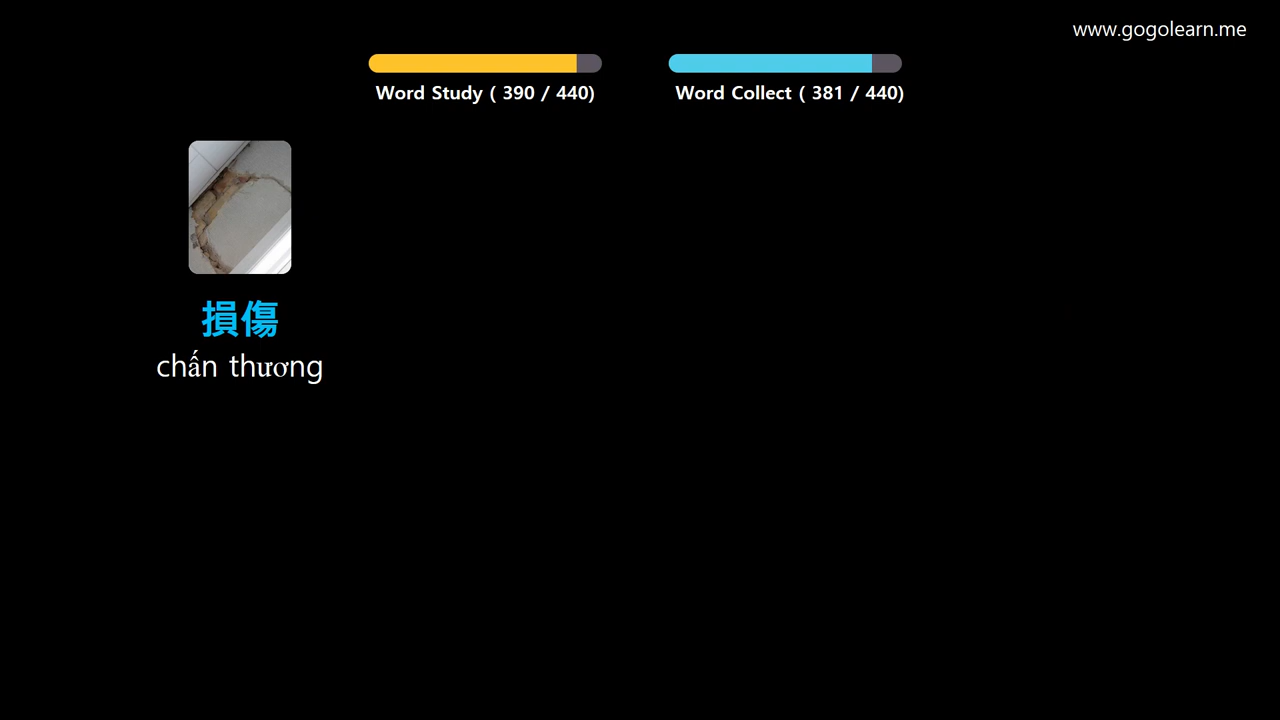 www.gogolearn.me
Word Study ( 390 / 440)
Word Collect ( 381 / 440)
損傷
chấn thương